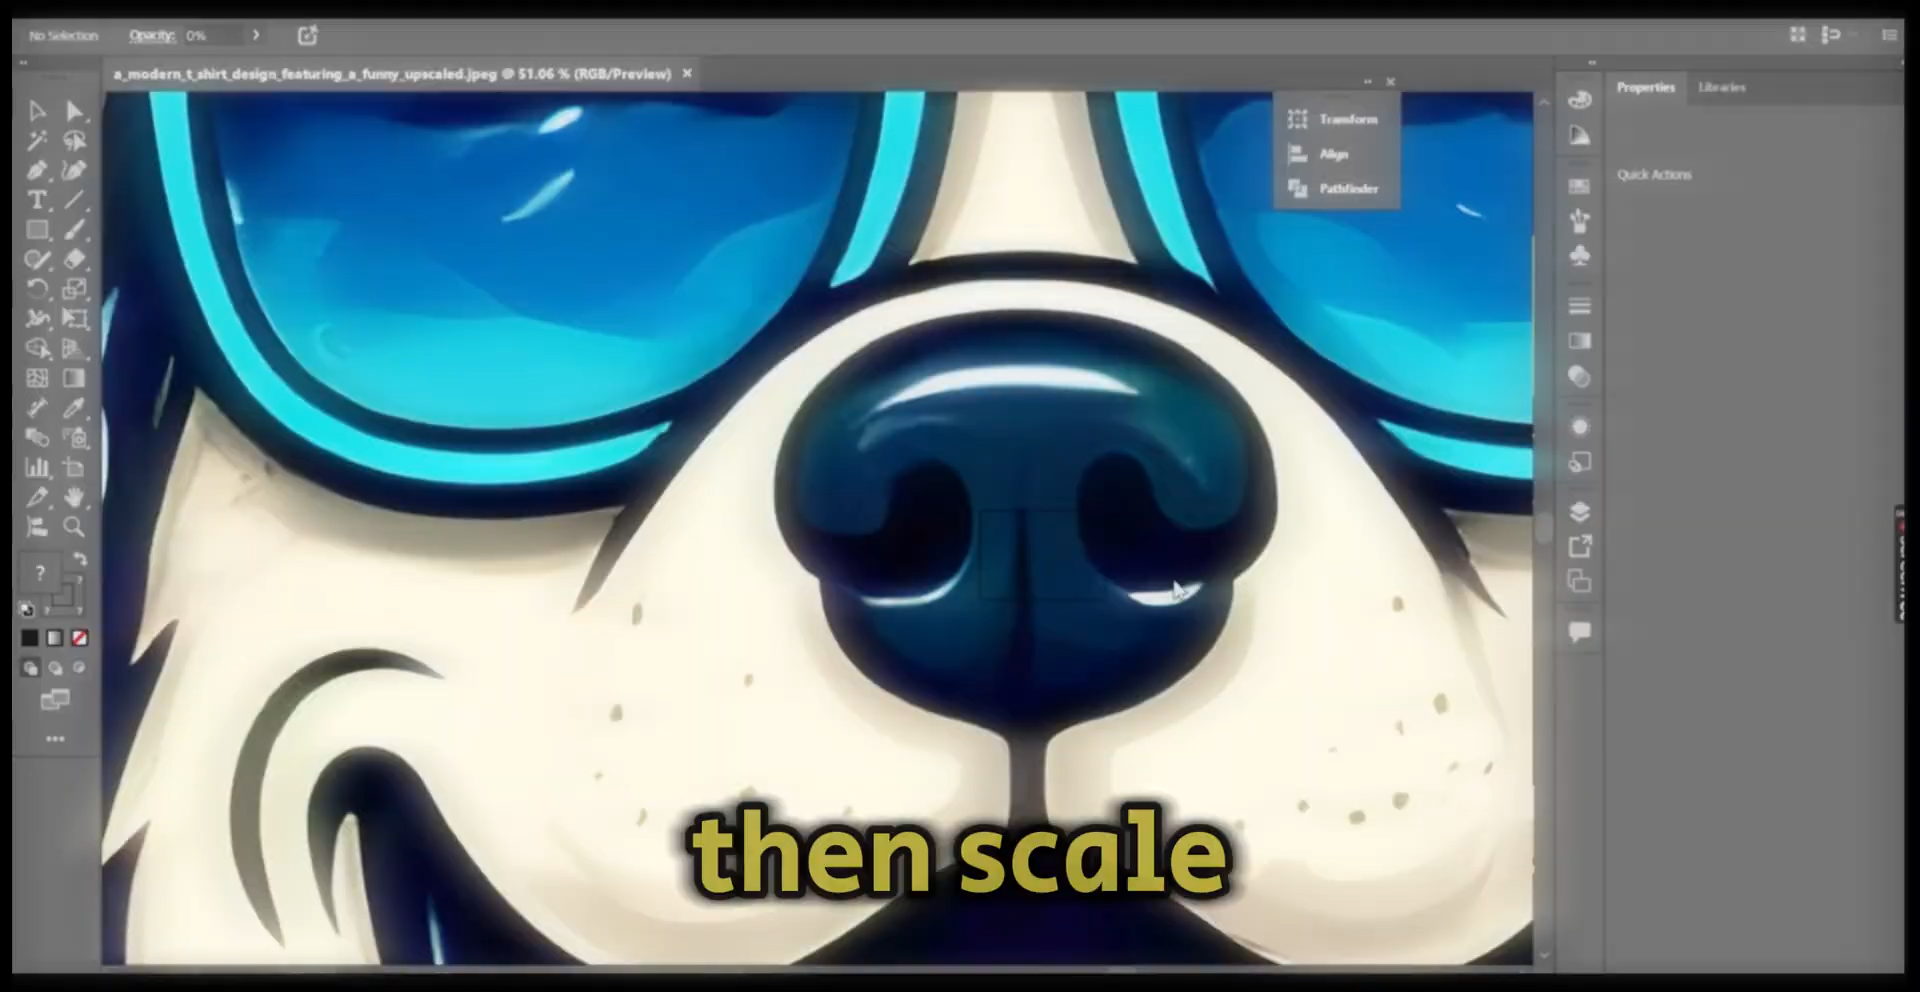 No Selection Opacity: 0%
a_modern_t_shirt_design_featuring_a_funny_upscaled.jpeg @ 51.06 % (RGB/Preview)
Transform
Align
Pathfinder
Properties Libraries
Quick Actions
then scale